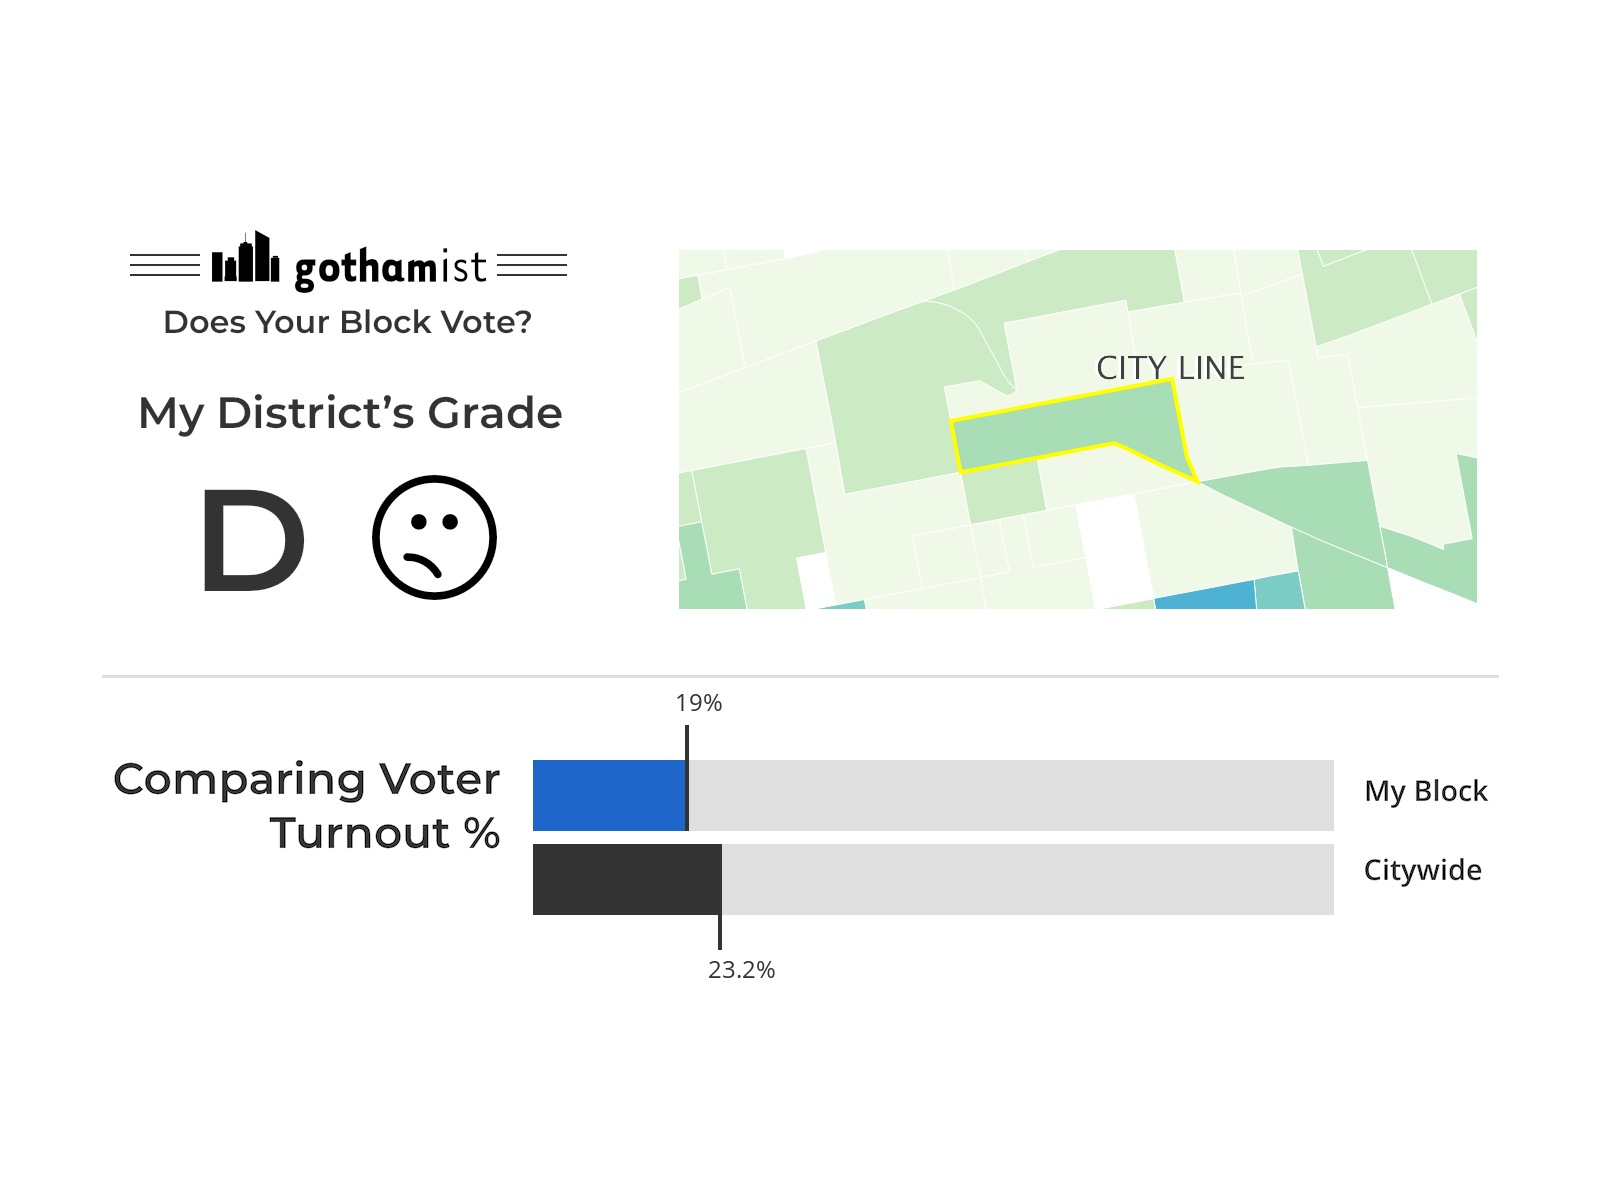 gothamist
Does Your Block Vote?
My District’s Grade
D
CITY LINE
19%
Comparing Voter
Turnout %
My Block
Citywide
23.2%